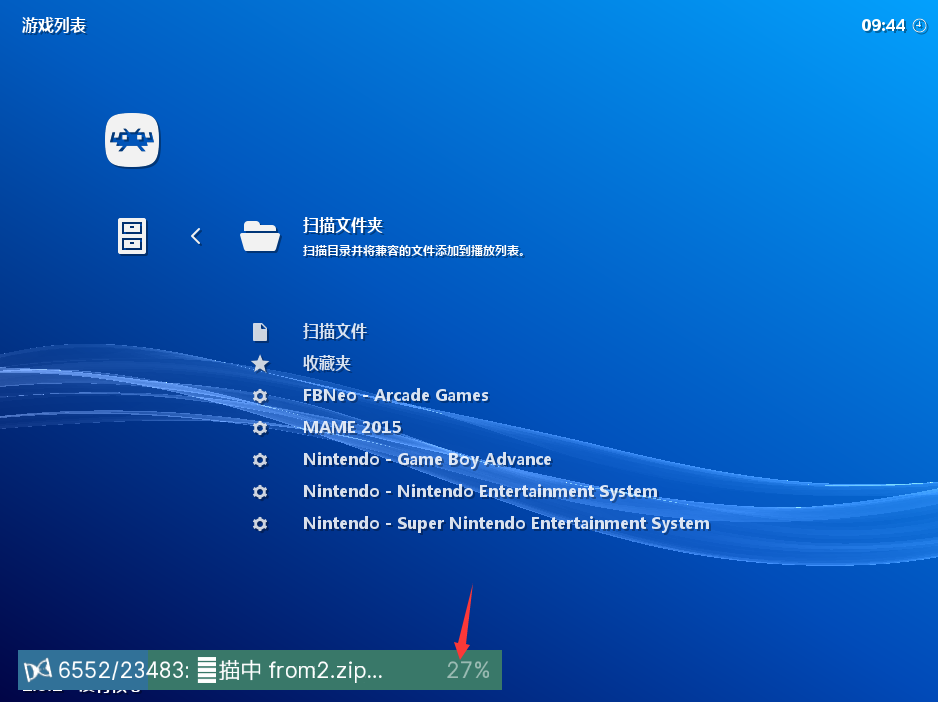 游戏列表
09:44
扫描文件夹
扫描目录并将兼容的文件添加到播放列表。
扫描文件
收藏夹
FBNeo - Arcade Games
MAME 2015
Nintendo - Game Boy Advance
Nintendo - Nintendo Entertainment System
Nintendo - Super Nintendo Entertainment System
6552/23483: 描中 from2.zip... 27%